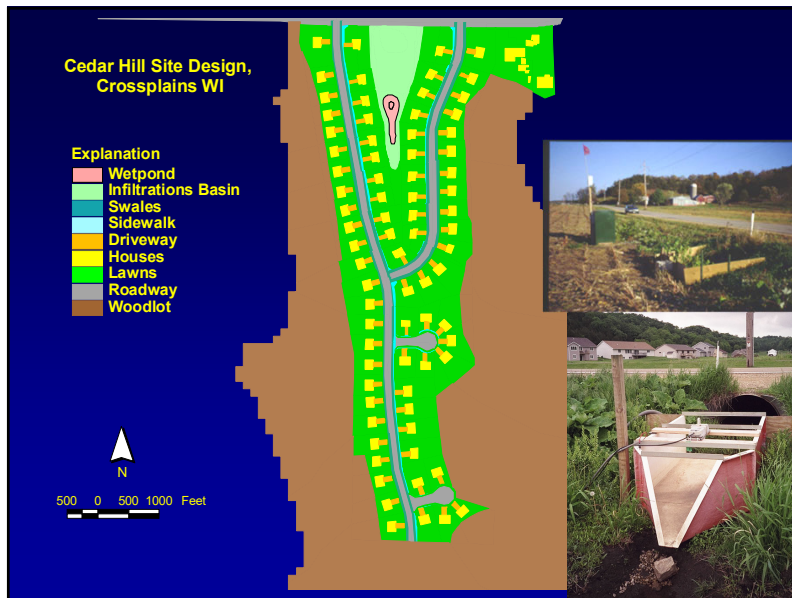 Cedar Hill Site Design,
Crossplains WI
Explanation
Wetpond
Infiltrations Basin
Swales
Sidewalk
Driveway
Houses
Lawns
Roadway
Woodlot
N
500 0 500 1000 Feet